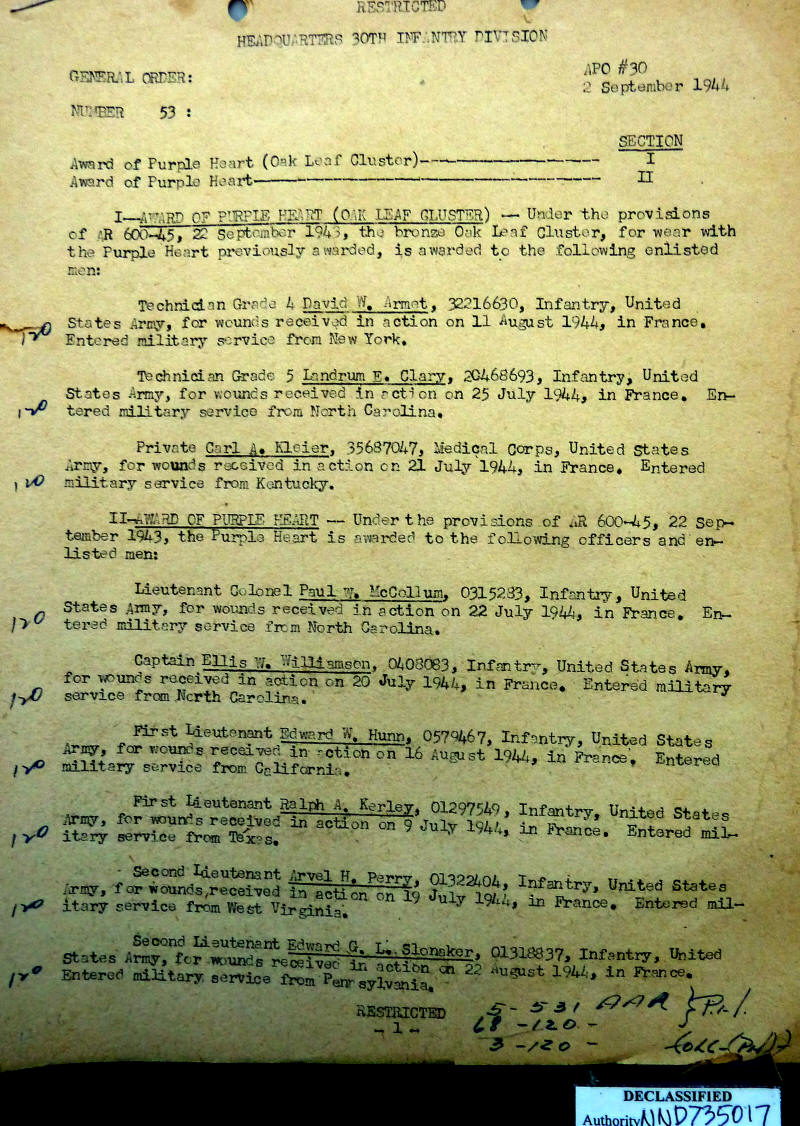 RESTRICTED
HEADQUARTERS 30TH INFANTRY DIVISION
APO #30
GENERAL ORDER:
2 September 1944
NUMBER 53 :
SECTION
Award of Purple Heart (Oak Leaf Cluster)—————————— I
Award of Purple Heart———————————————————— II
I—AWARD OF PURPLE HEART (OAK LEAF CLUSTER) — Under the provisions
of AR 600-45, 22 September 1943, the bronze Oak Leaf Cluster, for wear with
the Purple Heart previously awarded, is awarded to the following enlisted
men:
Technician Grade 4 David W. Armet, 32216630, Infantry, United
States Army, for wounds received in action on 11 August 1944, in France.
120
Entered military service from New York.
Technician Grade 5 Landrum E. Clary, 20468693, Infantry, United
States Army, for wounds received in action on 25 July 1944, in France. En-
120
tered military service from North Carolina.
Private Carl A. Kleier, 35687047, Medical Corps, United States
Army, for wounds received in action on 21 July 1944, in France. Entered
120
military service from Kentucky.
II—AWARD OF PURPLE HEART — Under the provisions of AR 600-45, 22 Sep-
tember 1943, the Purple Heart is awarded to the following officers and en-
listed men:
Lieutenant Colonel Paul W. McCollum, 0315283, Infantry, United
States Army, for wounds received in action on 22 July 1944, in France. En-
120
tered military service from North Carolina.
Captain Ellis W. Williamson, 0408083, Infantry, United States Army,
for wounds received in action on 20 July 1944, in France. Entered military
120
service from North Carolina.
First Lieutenant Edward W. Hunn, 0579467, Infantry, United States
Army, for wounds received in action on 16 August 1944, in France. Entered
120
military service from California.
First Lieutenant Ralph A. Kerley, 01297549, Infantry, United States
Army, for wounds received in action on 9 July 1944, in France. Entered mil-
120
itary service from Texas.
Second Lieutenant Arvel H. Perry, 01322404, Infantry, United States
Army, for wounds received in action on 19 July 1944, in France. Entered mil-
120
itary service from West Virginia.
Second Lieutenant Edward G. L. Slonaker, 01318837, Infantry, United
States Army, for wounds received in action on 22 August 1944, in France.
120
Entered military service from Pennsylvania.
RESTRICTED
- 1 -
5 - 531 AAR
-120 -
3 -120 -
DECLASSIFIED
Authority NND735017